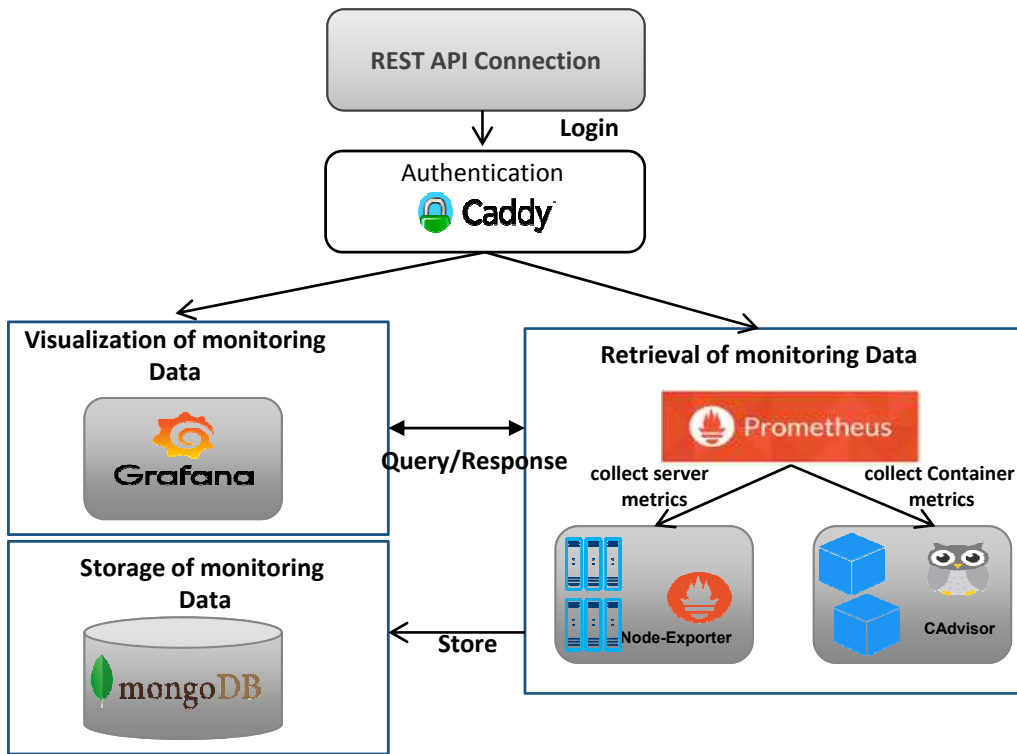 REST API Connection
Login
Authentication
Caddy
Visualization of monitoring
Data
Grafana
Query/Response
Retrieval of monitoring Data
Prometheus
collect server
metrics
collect Container
metrics
Node-Exporter
CAdvisor
Storage of monitoring
Data
mongoDB
Store